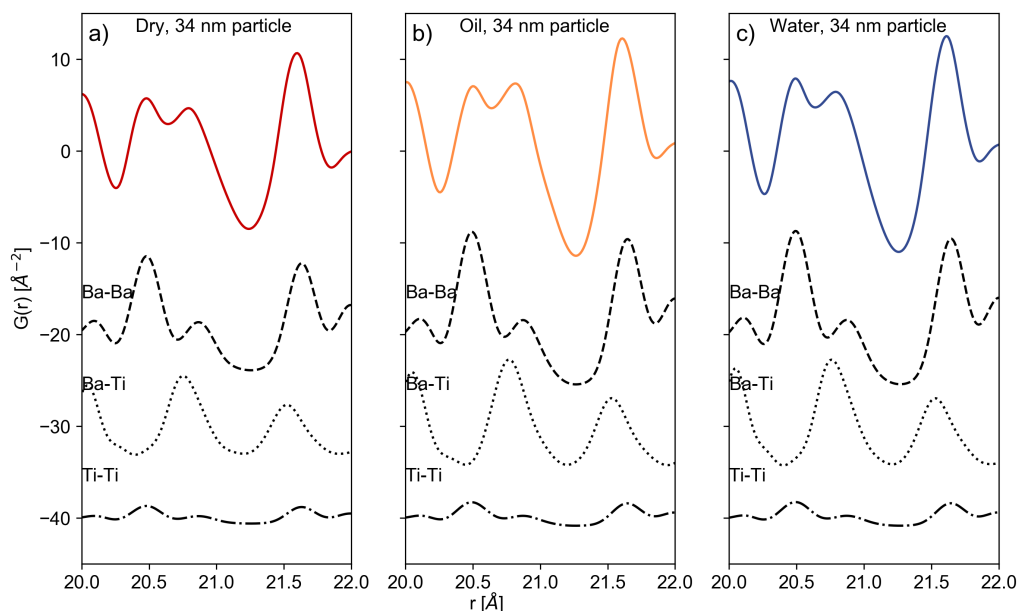 a) Dry, 34 nm particle
b) Oil, 34 nm particle
c) Water, 34 nm particle
G(r) [Å⁻²]
10
0
−10
−20
−30
−40
Ba-Ba
Ba-Ti
Ti-Ti
Ba-Ba
Ba-Ti
Ti-Ti
Ba-Ba
Ba-Ti
Ti-Ti
20.0 20.5 21.0 21.5 22.0
20.0 20.5 21.0 21.5 22.0
20.0 20.5 21.0 21.5 22.0
r [Å]